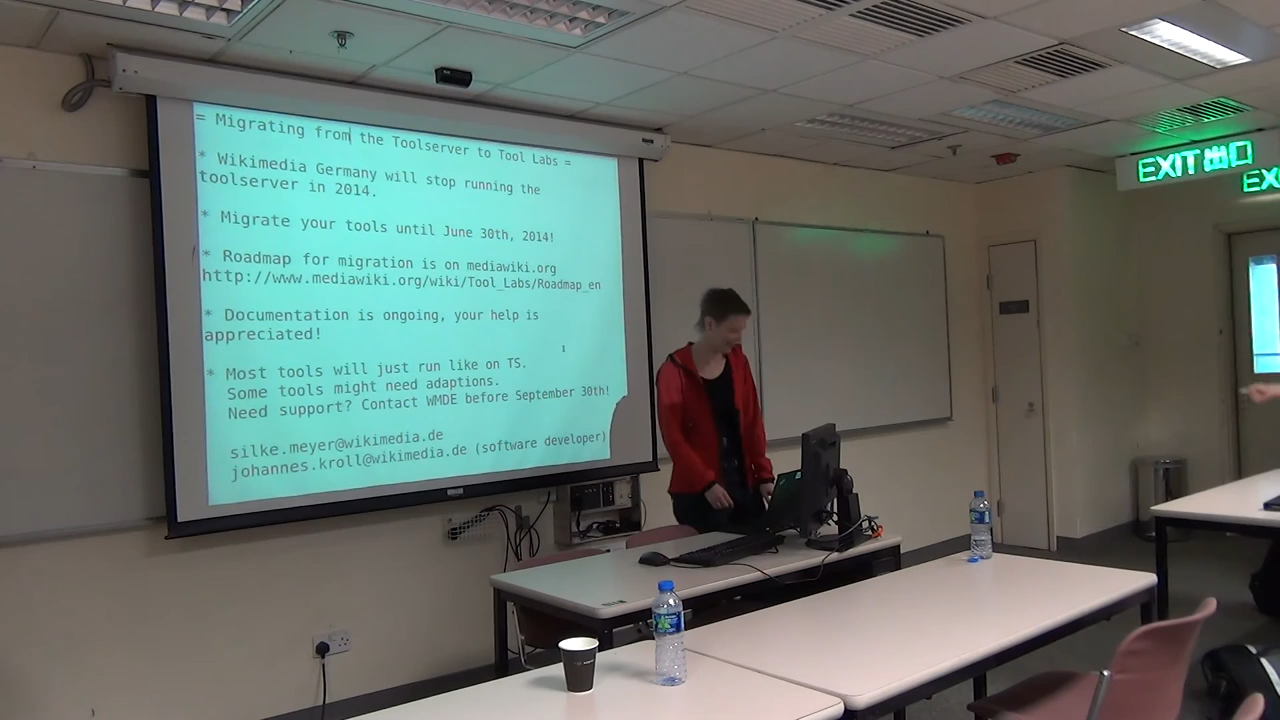 = Migrating from the Toolserver to Tool Labs =
* Wikimedia Germany will stop running the
toolserver in 2014.
* Migrate your tools until June 30th, 2014!
* Roadmap for migration is on mediawiki.org
http://www.mediawiki.org/wiki/Tool_Labs/Roadmap_en
* Documentation is ongoing, your help is
appreciated!
* Most tools will just run like on TS.
Some tools might need adaptions.
Need support? Contact WMDE before September 30th!
silke.meyer@wikimedia.de
johannes.kroll@wikimedia.de (software developer)
EXIT 出口
EX